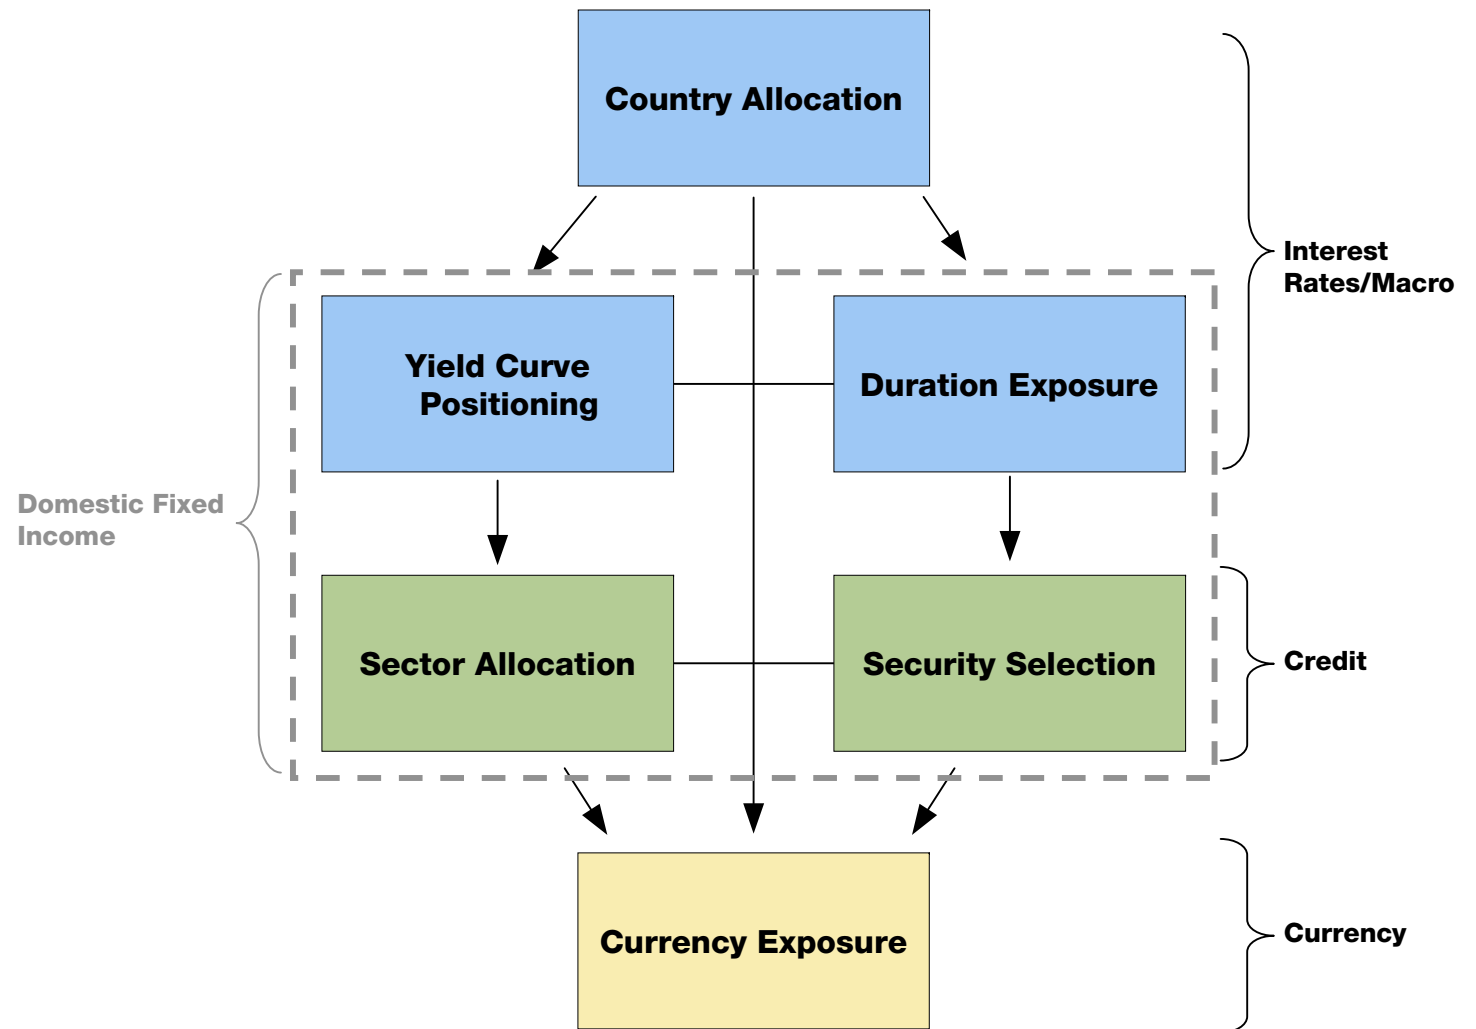 Country Allocation
Interest
Rates/Macro
Yield Curve
Positioning
Duration Exposure
Domestic Fixed
Income
Sector Allocation
Security Selection
Credit
Currency Exposure
Currency